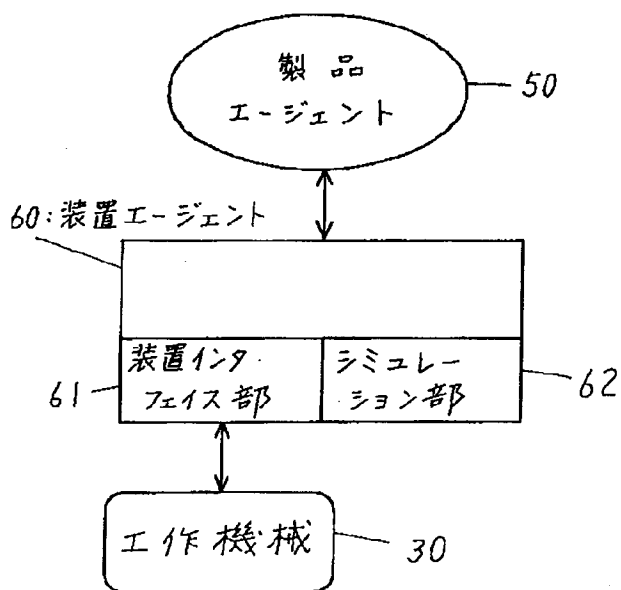 製品
エージェント
50
60:装置エージェント
装置インタ
フェイス部
シミュレー
ション部
61
62
工作機械
30